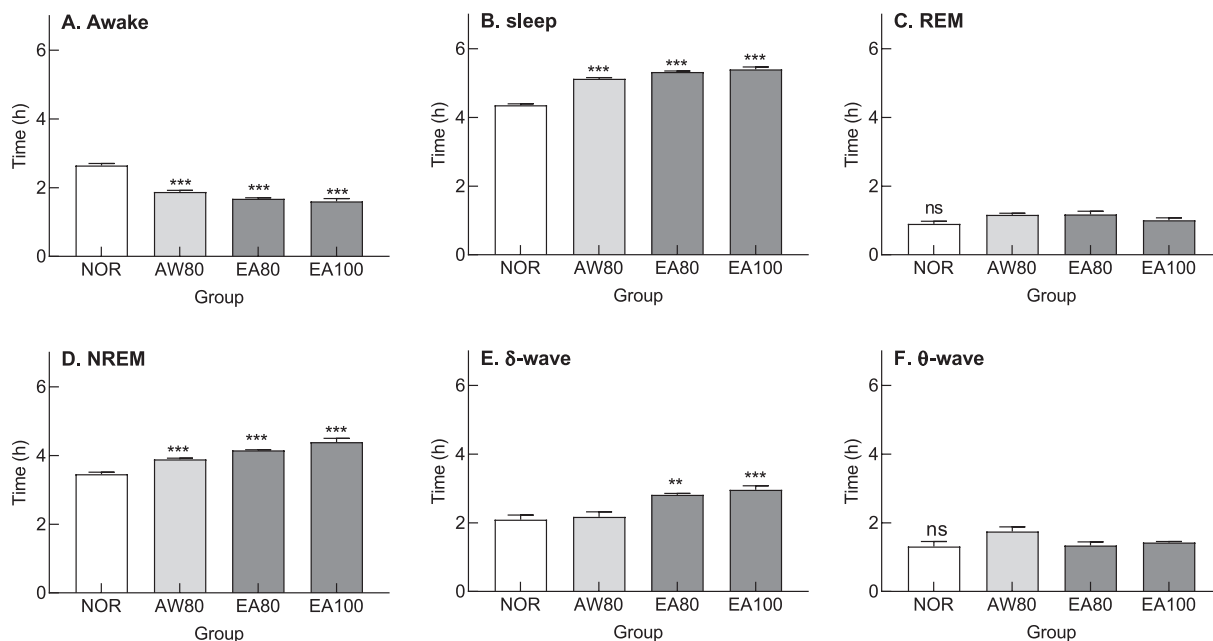 A. Awake
6
4
2
0
Time (h)
***
***
***
NOR AW80 EA80 EA100
Group
B. sleep
6
4
2
0
Time (h)
***
***
***
NOR AW80 EA80 EA100
Group
C. REM
6
4
2
0
Time (h)
ns
NOR AW80 EA80 EA100
Group
D. NREM
6
4
2
0
Time (h)
***
***
***
NOR AW80 EA80 EA100
Group
E. δ-wave
6
4
2
0
Time (h)
**
***
NOR AW80 EA80 EA100
Group
F. θ-wave
6
4
2
0
Time (h)
ns
NOR AW80 EA80 EA100
Group